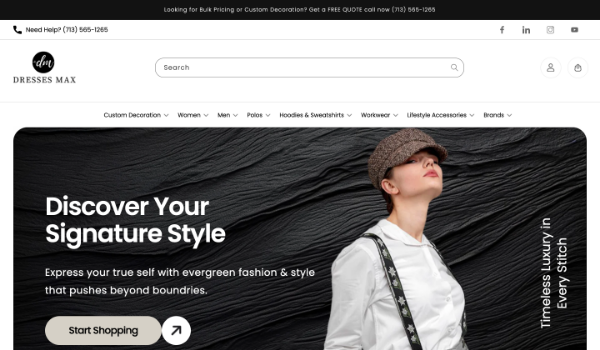 Looking for Bulk Pricing or Custom Decoration? Get a FREE QUOTE call now (713) 565-1265
Need Help? (713) 565-1265
dm
DRESSES MAX
Search
Custom Decoration Women Men Polos Hoodies & Sweatshirts Workwear Lifestyle Accessories Brands
Discover Your
Signature Style
Express your true self with evergreen fashion & style
that pushes beyond boundries.
Start Shopping
Timeless Luxury in
Every Stitch